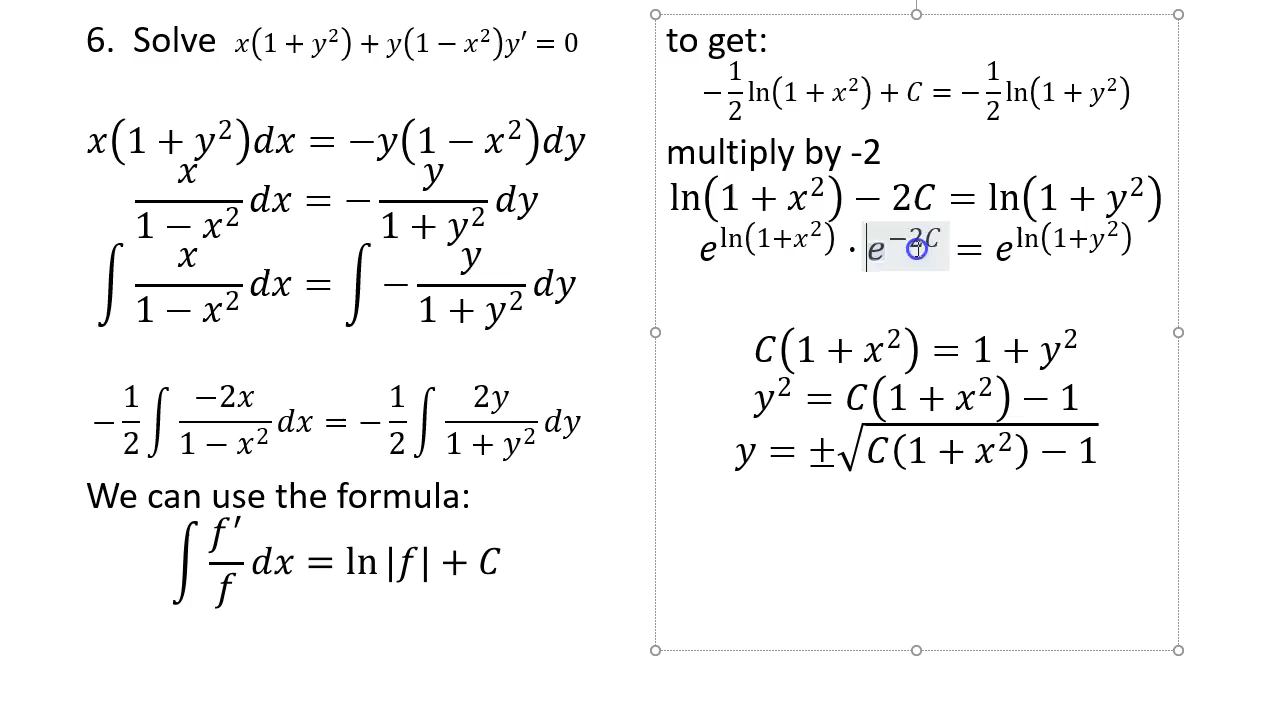 6. Solve x(1 + y²) + y(1 − x²)y′ = 0
x(1 + y²)dx = −y(1 − x²)dy
x/(1 − x²) dx = − y/(1 + y²) dy
∫ x/(1 − x²) dx = ∫ − y/(1 + y²) dy
− 1/2 ∫ −2x/(1 − x²) dx = − 1/2 ∫ 2y/(1 + y²) dy
We can use the formula:
∫ f′/f dx = ln |f| + C
to get:
− 1/2 ln(1 + x²) + C = − 1/2 ln(1 + y²)
multiply by -2
ln(1 + x²) − 2C = ln(1 + y²)
e^(ln(1+x²)) · e^(−2C) = e^(ln(1+y²))
C(1 + x²) = 1 + y²
y² = C(1 + x²) − 1
y = ±√(C(1 + x²) − 1)